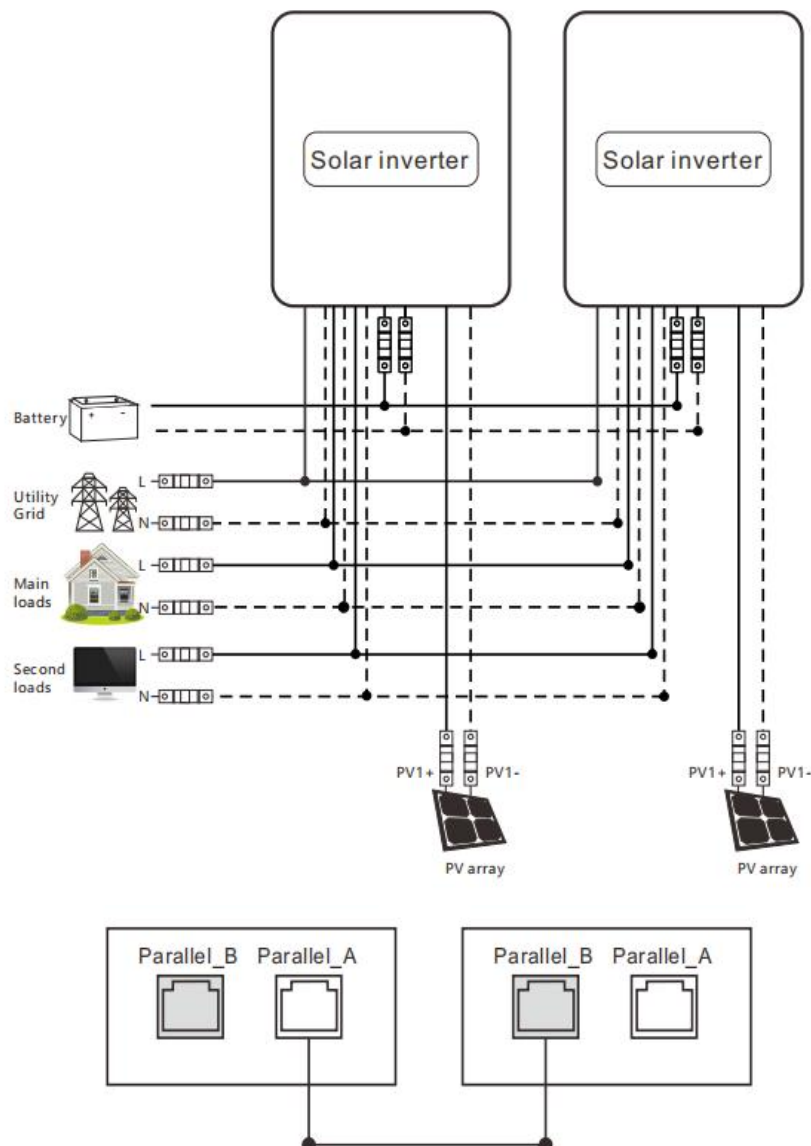 Solar inverter
Solar inverter
Battery
+ -
Utility
Grid
L
N
Main
loads
L
N
Second
loads
L
N
PV1+ PV1-
PV1+ PV1-
PV array
PV array
Parallel_B Parallel_A
Parallel_B Parallel_A